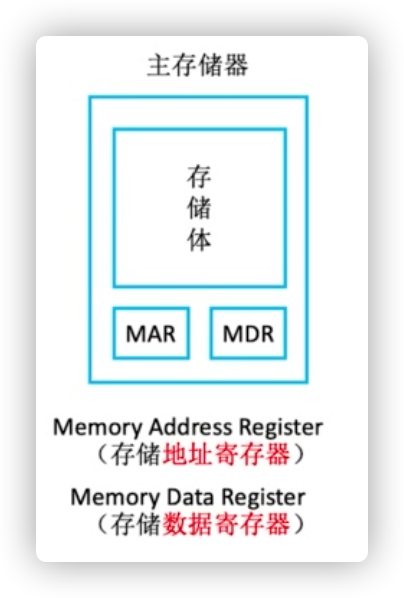 主存储器
存
储
体
MAR MDR
Memory Address Register
（存储地址寄存器）
Memory Data Register
（存储数据寄存器）